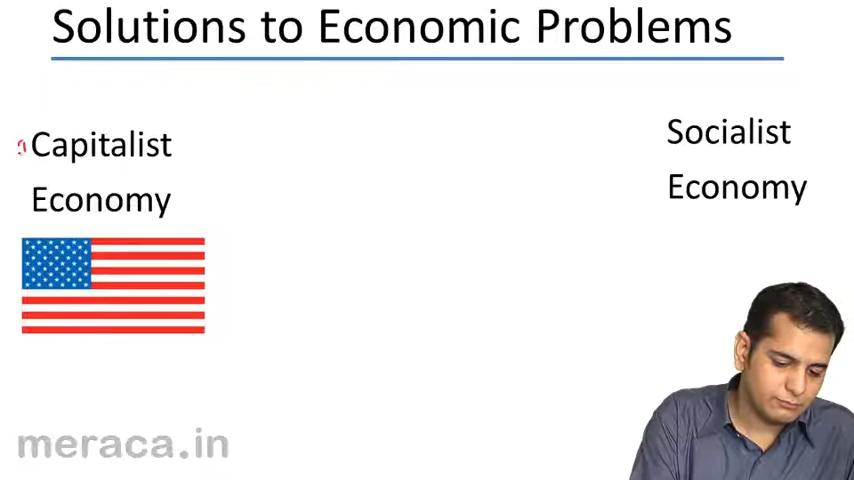 Solutions to Economic Problems
Capitalist
Economy
Socialist
Economy
meraca.in